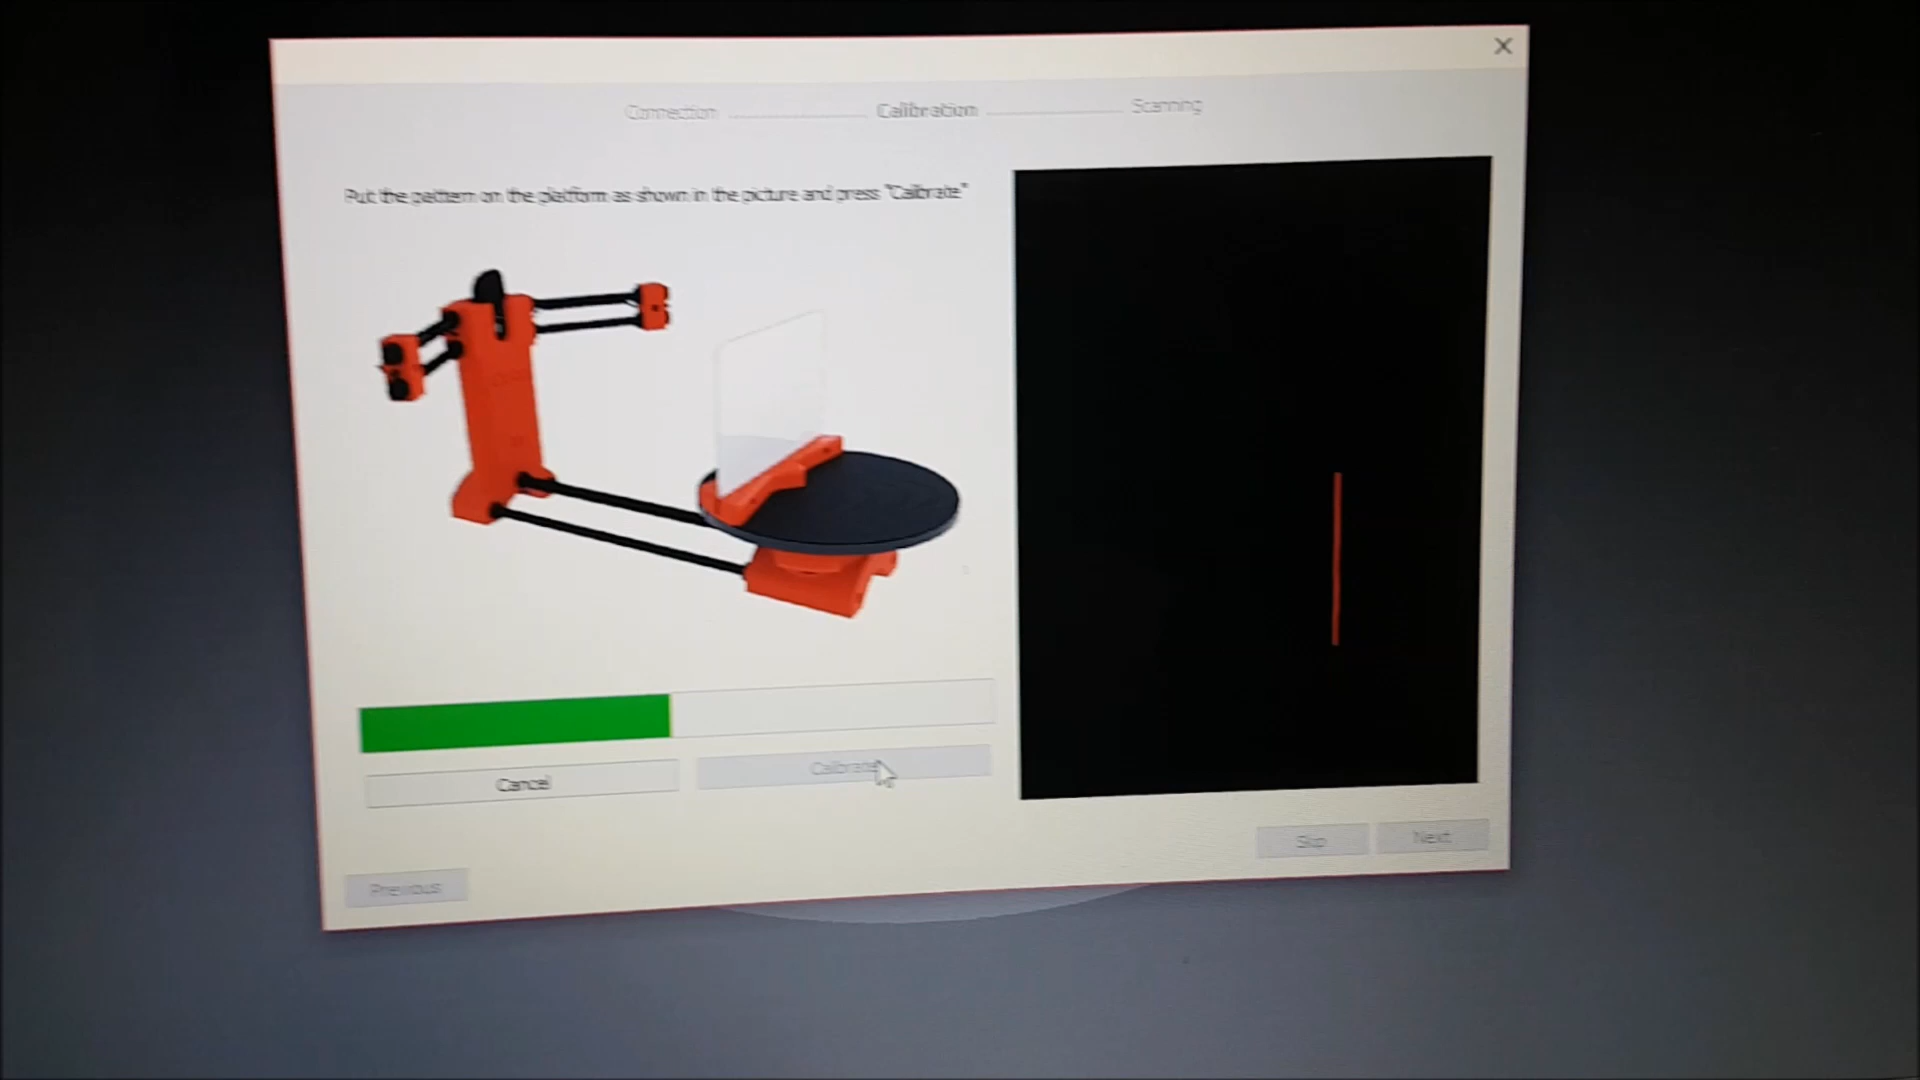 Connection Calibration Scanning
Put the pattern on the platform as shown in the picture and press "Calibrate"
Cancel
Calibrate
Skip
Next
Previous